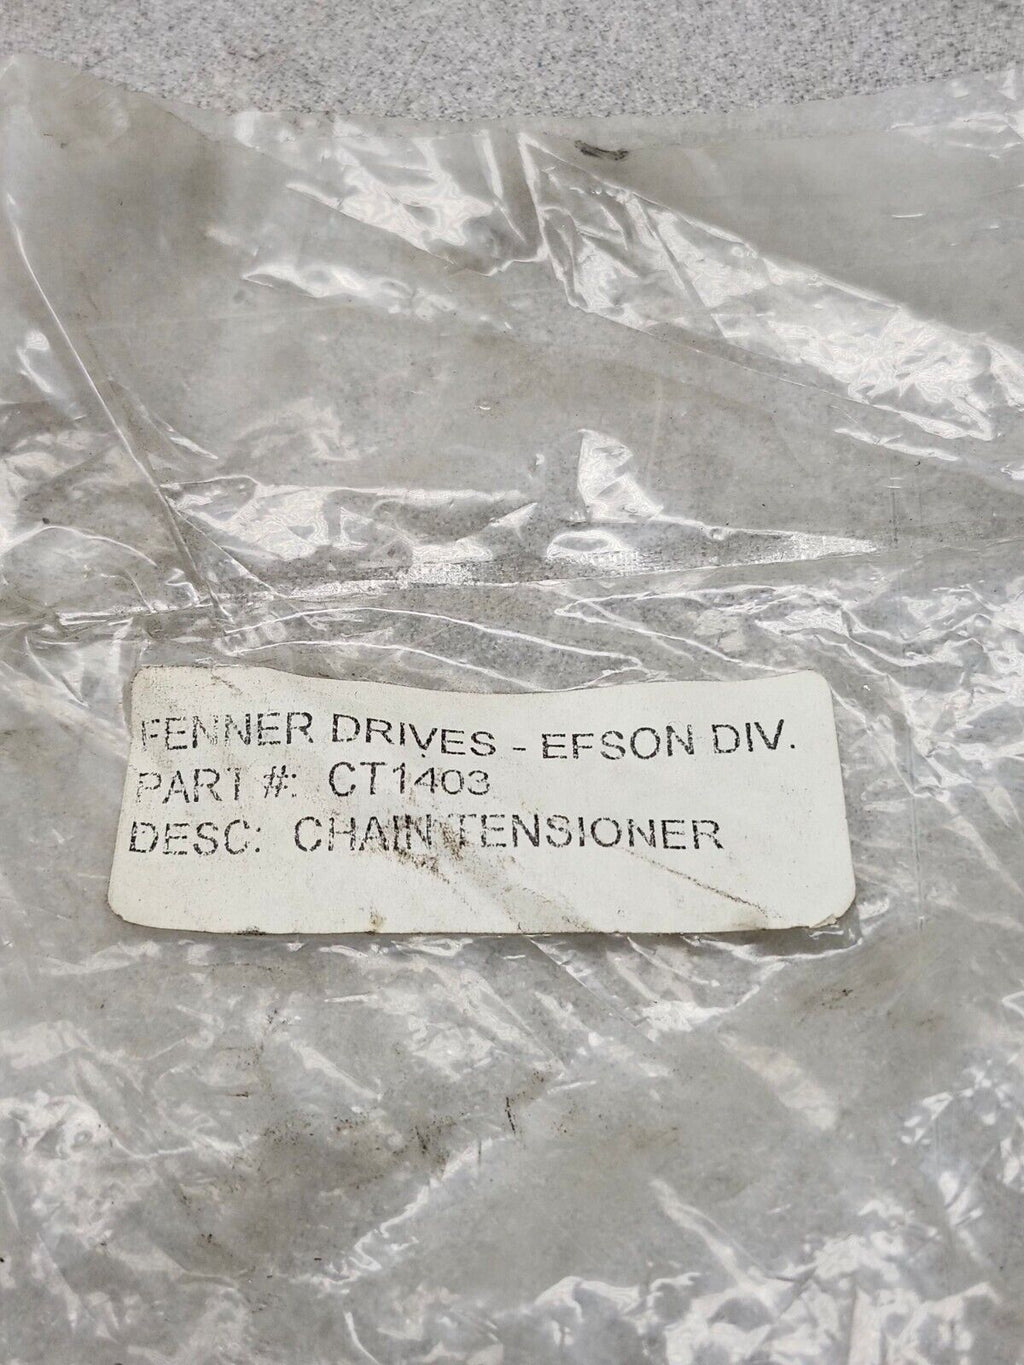 FENNER DRIVES - EFSON DIV.
PART #: CT1403
DESC: CHAIN TENSIONER